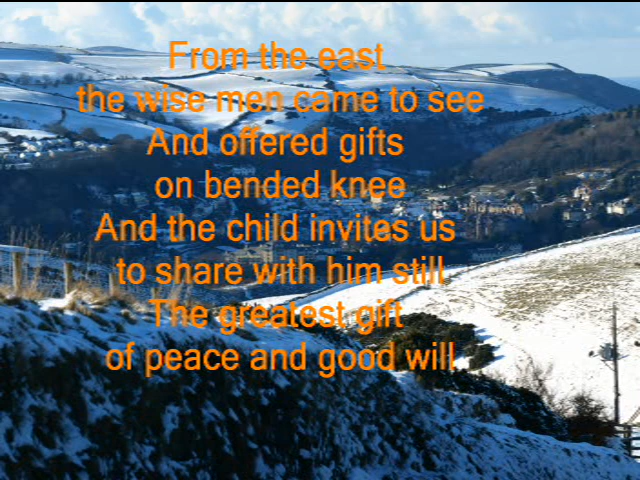 From the east
the wise men came to see
And offered gifts
on bended knee
And the child invites us
to share with him still
The greatest gift
of peace and good will